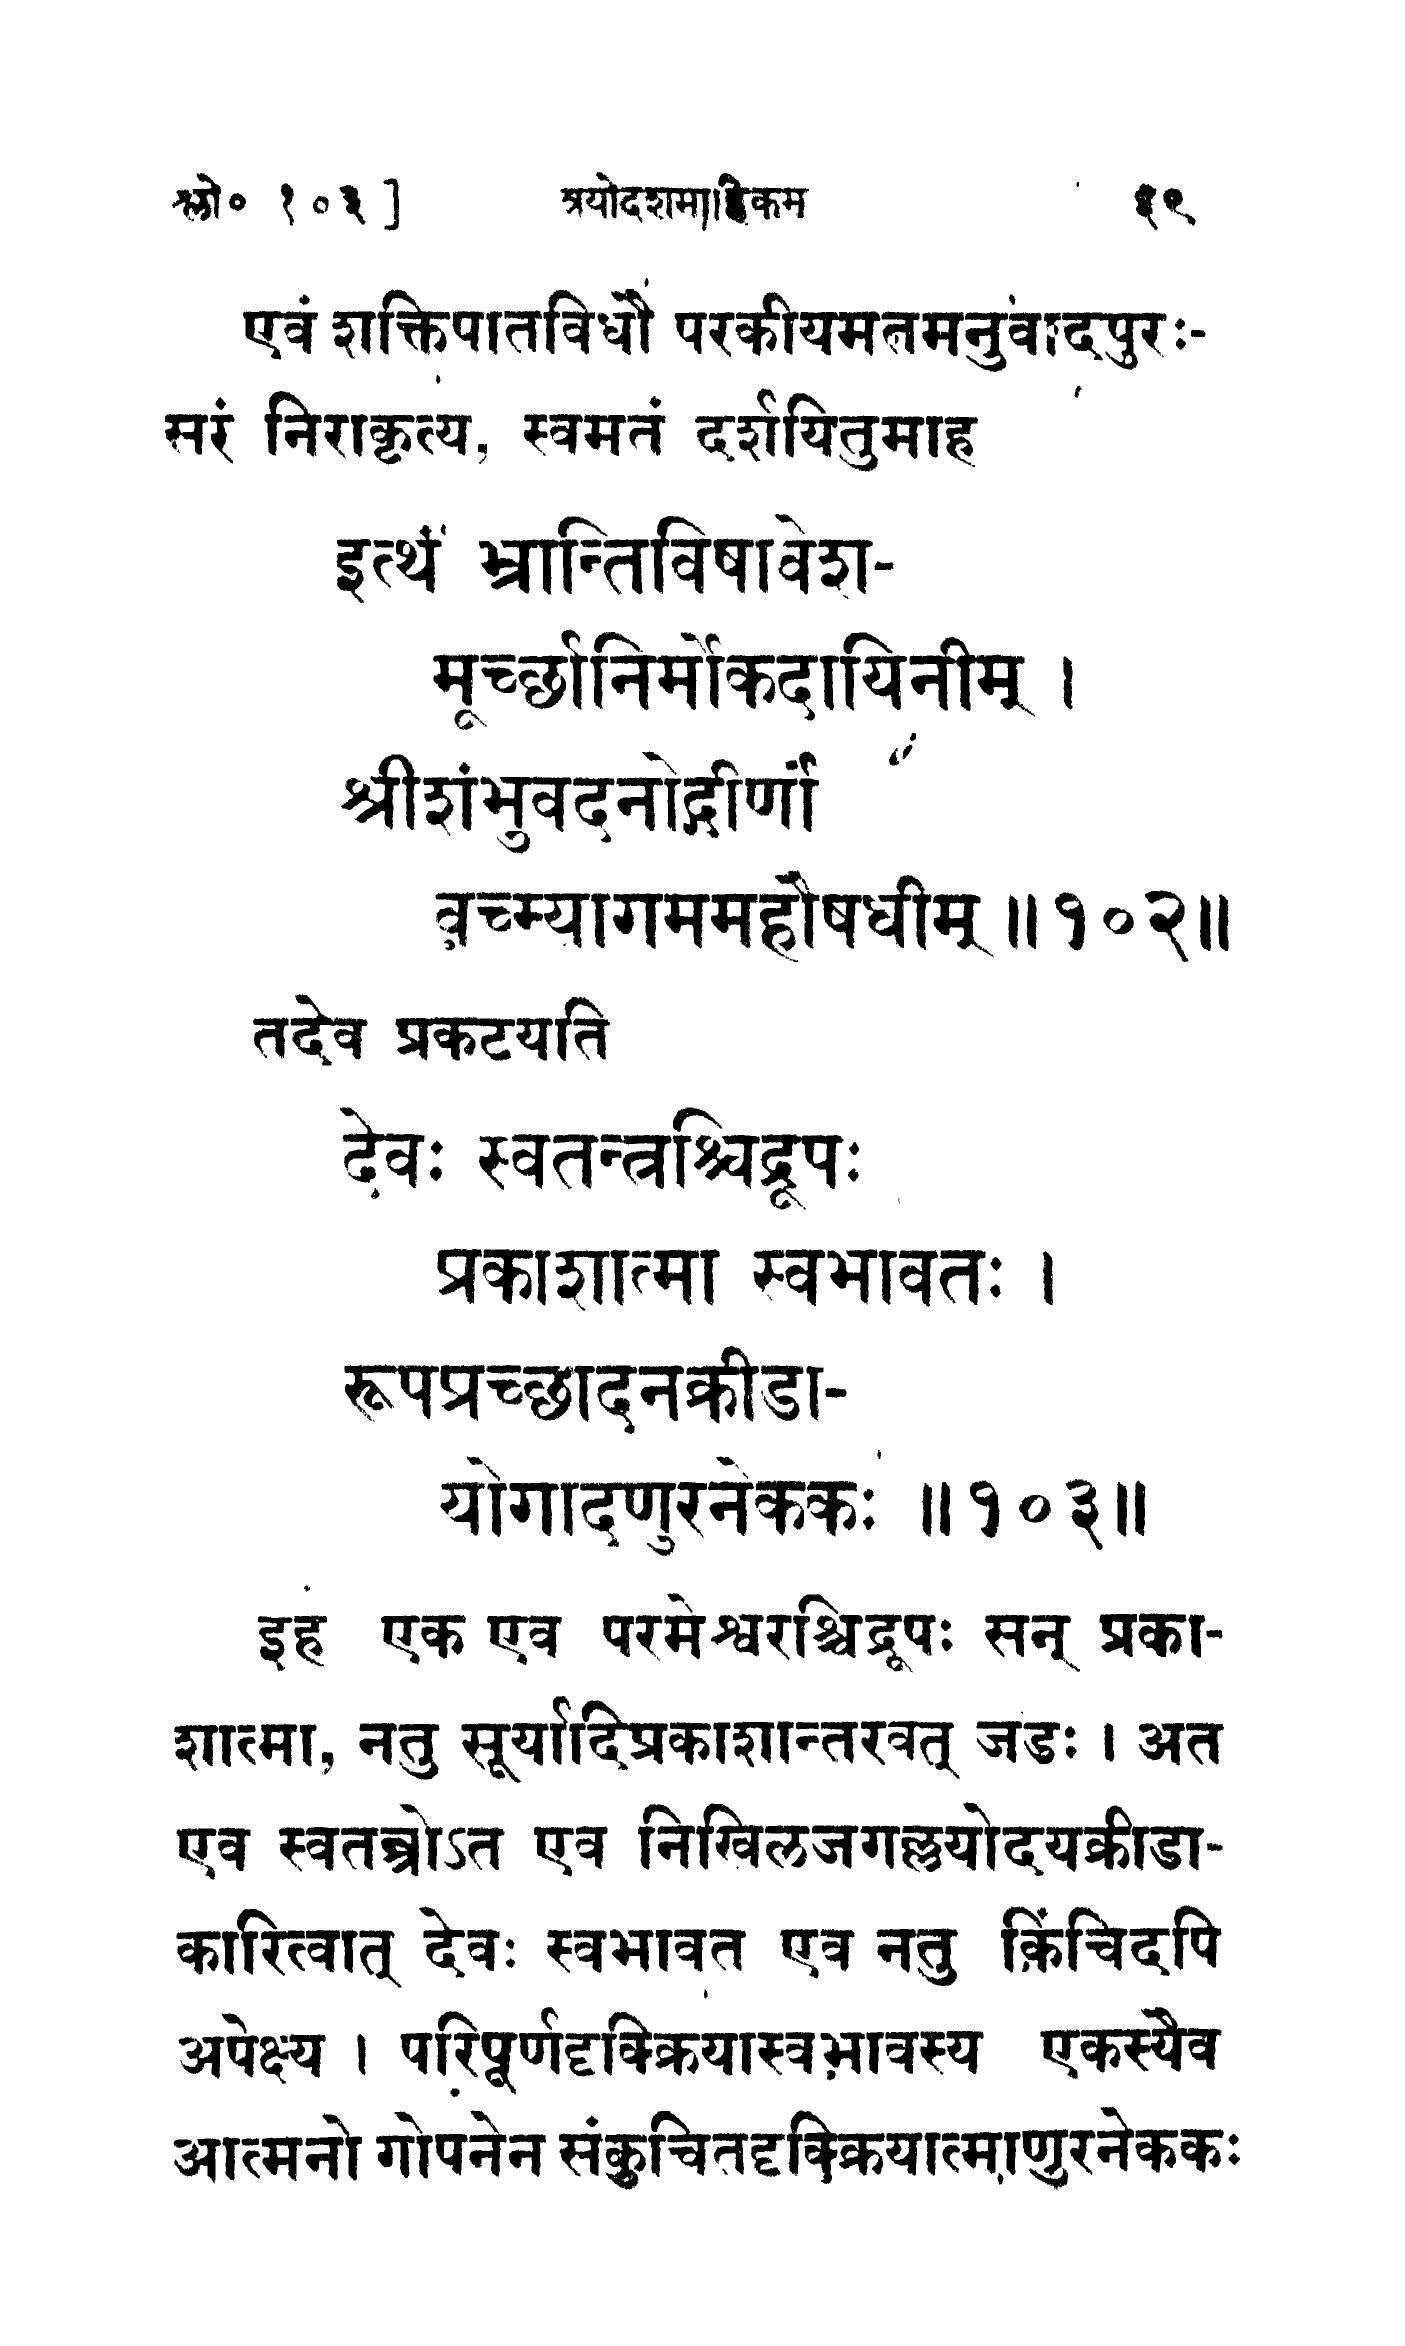 श्लो० १०३ ] त्रयोदशमाह्निकम
एवं शक्तिपातविधौ परकीयमतमनुवादपुरः-
सरं निराकृत्य, स्वमतं दर्शयितुमाह
इत्थं भ्रान्तिविषावेश-
मूर्च्छानिर्मोकदायिनीम् ।
श्रीशंभुवदनोद्गीर्णां
वच्म्यागममहौषधीम् ॥१०२॥
तदेव प्रकटयति
देवः स्वतन्त्रश्चिद्रूपः
प्रकाशात्मा स्वभावतः ।
रूपप्रच्छादनक्रीडा-
योगादणुरनेककः ॥१०३॥
इह एक एव परमेश्वरश्चिद्रूपः सन् प्रका-
शात्मा, नतु सूर्यादिप्रकाशान्तरवत् जडः । अत
एव स्वतन्त्रोऽत एव निखिलजगल्लयोदयक्रीडा-
कारित्वात् देवः स्वभावत एव नतु किंचिदपि
अपेक्ष्य । परिपूर्णदृक्क्रियास्वभावस्य एकस्यैव
आत्मनो गोपनेन संकुचितदृक्क्रियात्माणुरनेककः